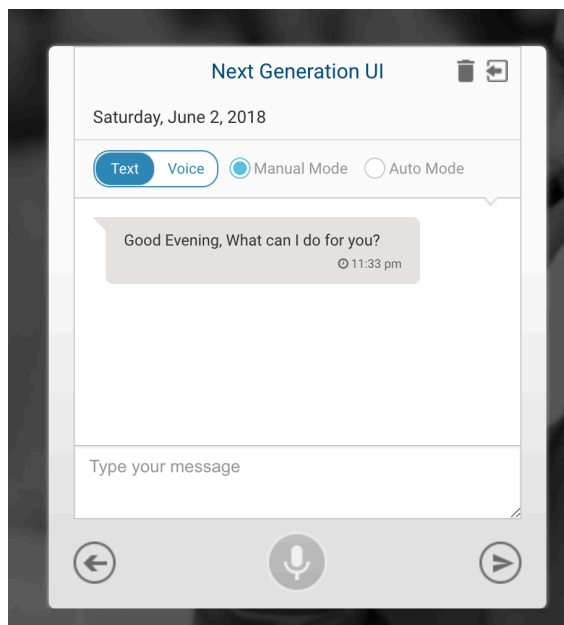 Next Generation UI
Saturday, June 2, 2018
Text Voice Manual Mode Auto Mode
Good Evening, What can I do for you?
11:33 pm
Type your message